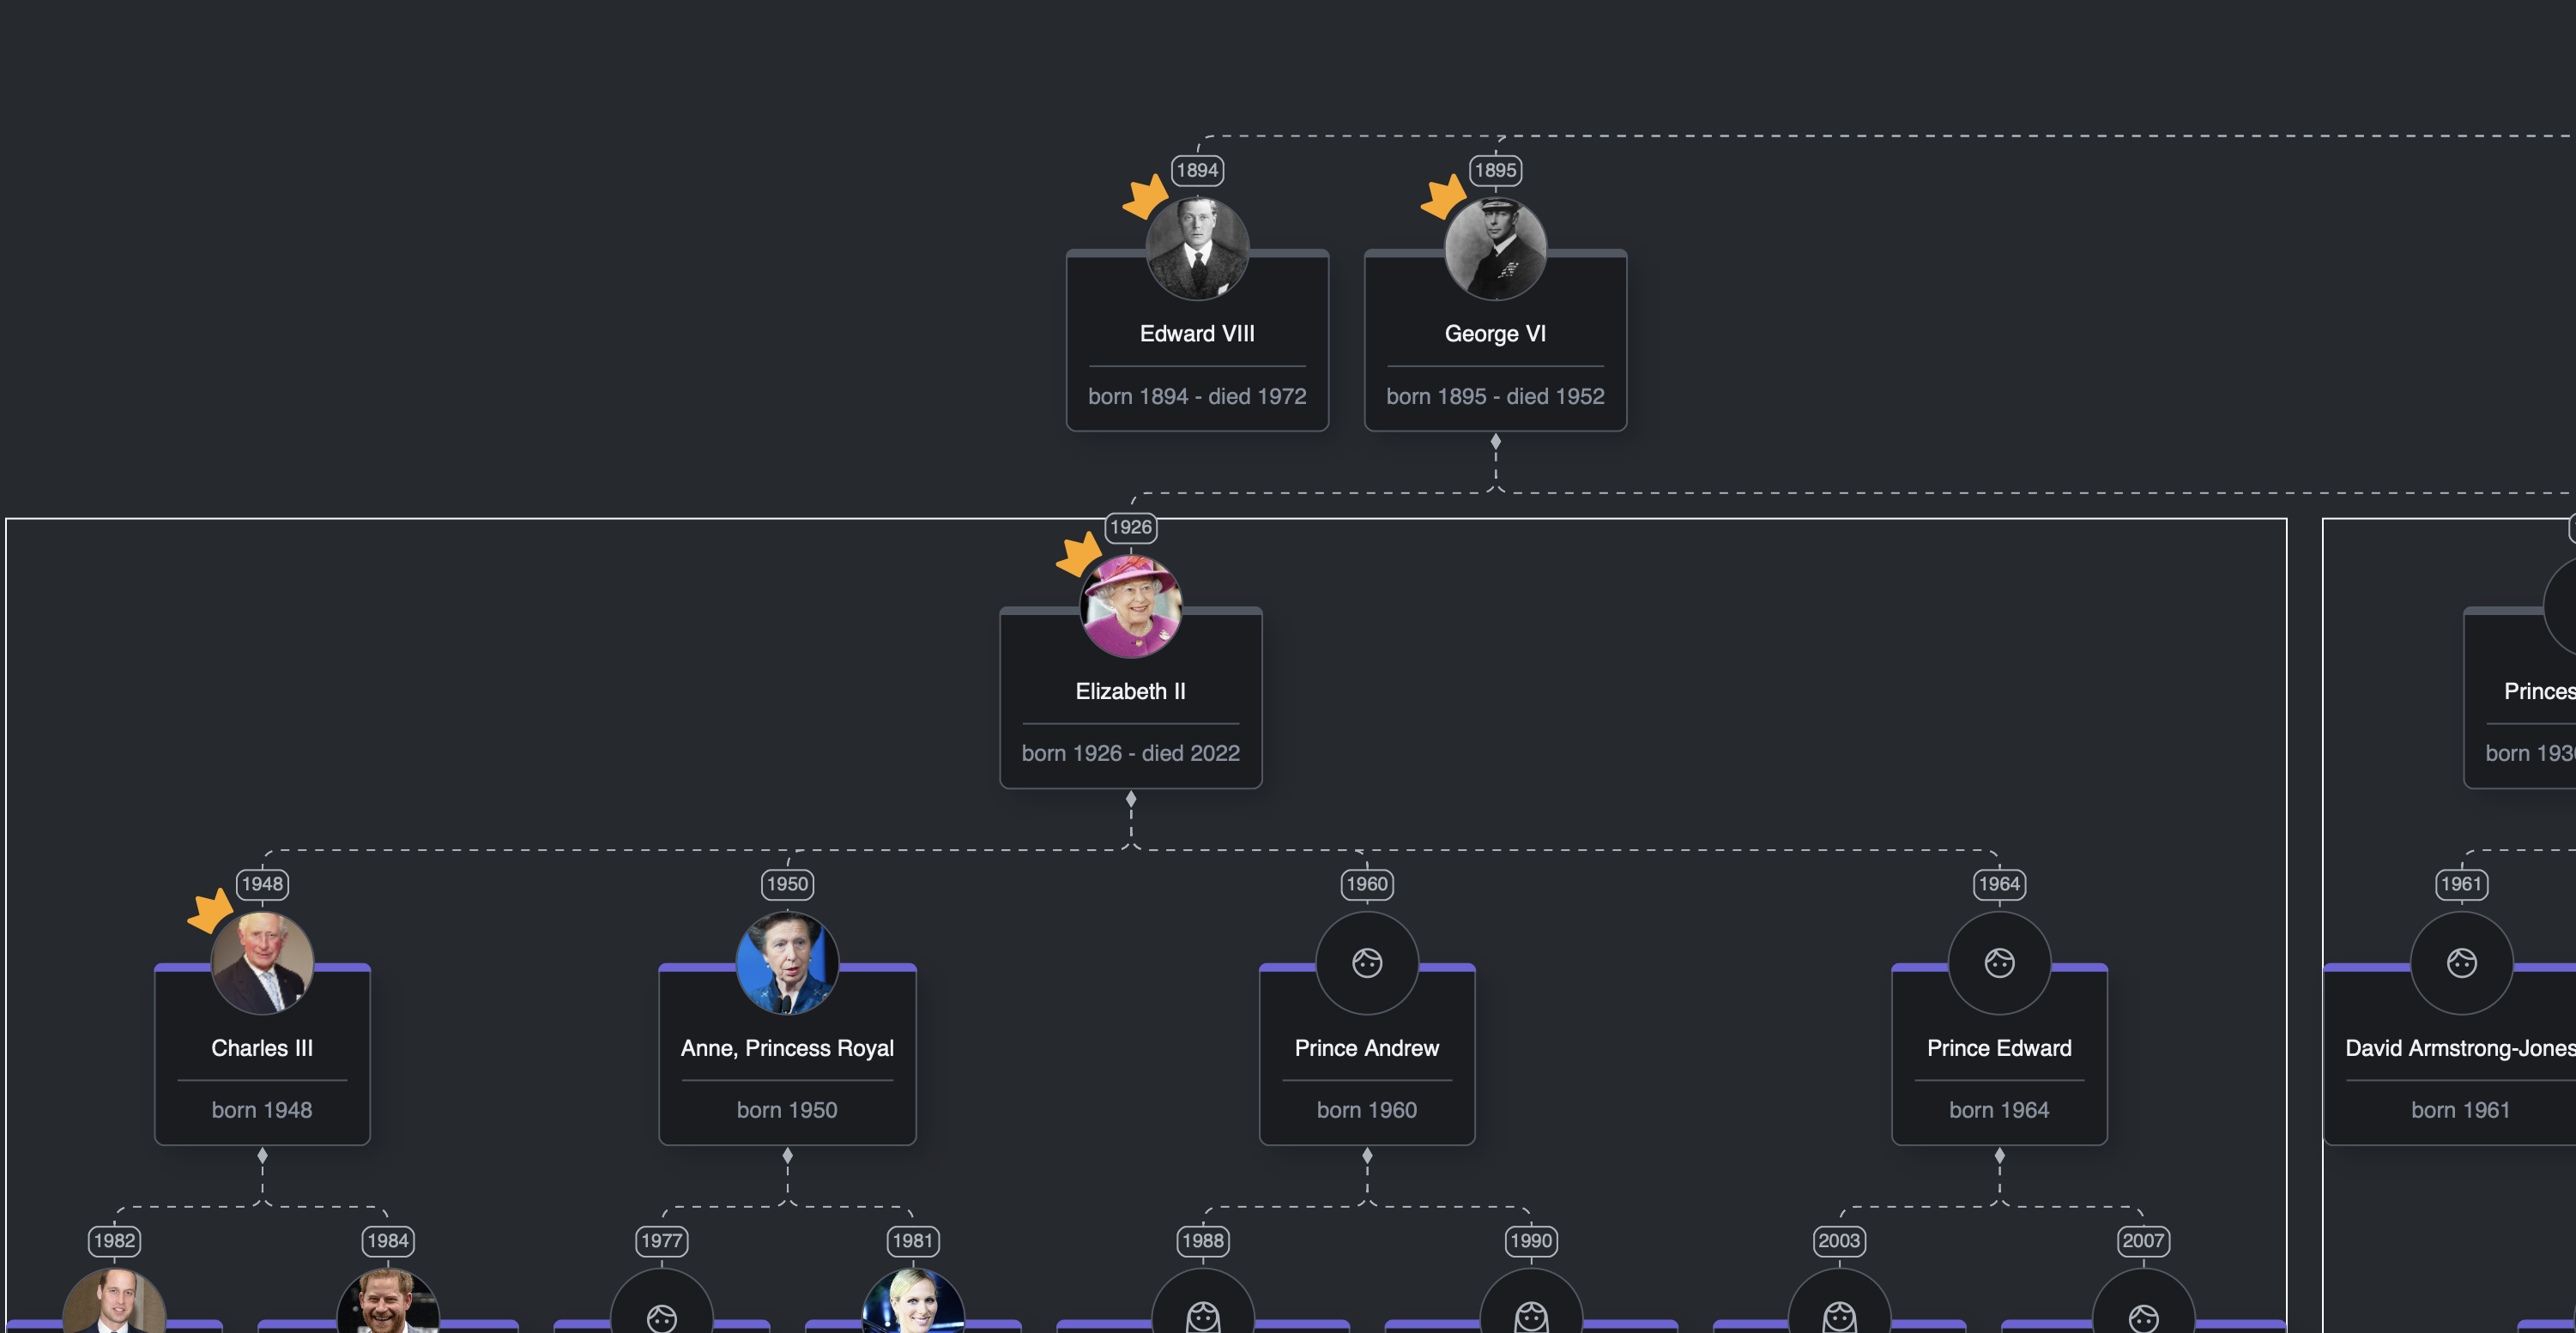 1894
1895
Edward VIII
George VI
born 1894 - died 1972
born 1895 - died 1952
1926
Elizabeth II
Princes
born 1926 - died 2022
born 193
1948
1950
1960
1964
1961
Charles III
Anne, Princess Royal
Prince Andrew
Prince Edward
David Armstrong-Jones
born 1948
born 1950
born 1960
born 1964
born 1961
1982
1984
1977
1981
1988
1990
2003
2007